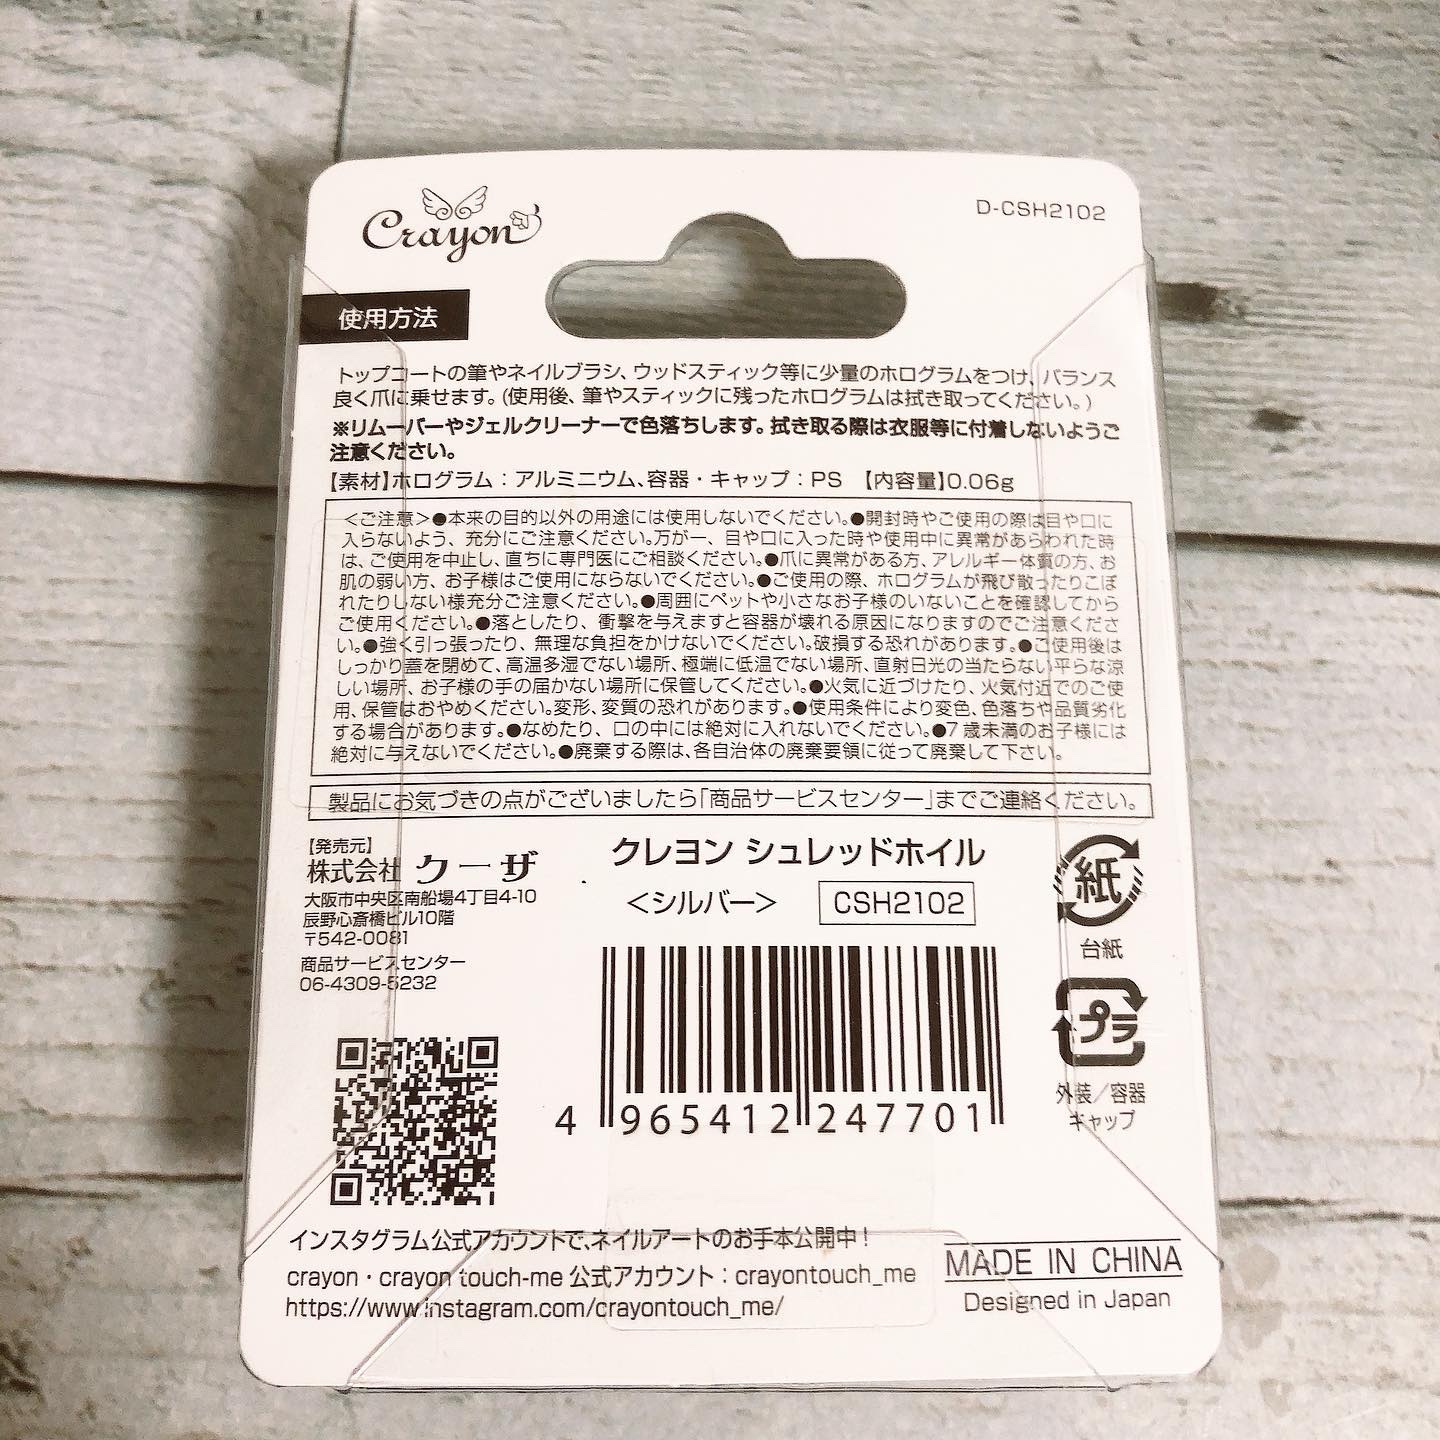 Crayon
D-CSH2102
使用方法
トップコートの筆やネイルブラシ、ウッドスティック等に少量のホログラムをつけ、バランス
良く爪に乗せます。(使用後、筆やスティックに残ったホログラムは拭き取ってください。)
※リムーバーやジェルクリーナーで色落ちします。拭き取る際は衣服等に付着しないようご
注意ください。
【素材】ホログラム：アルミニウム、容器・キャップ：PS 【内容量】0.06g
＜ご注意＞●本来の目的以外の用途には使用しないでください。●開封時やご使用の際は目や口に
入らないよう、充分にご注意ください。万が一、目や口に入った時や使用中に異常があらわれた時
は、ご使用を中止し、直ちに専門医にご相談ください。●爪に異常がある方、アレルギー体質の方、お
肌の弱い方、お子様はご使用にならないでください。●ご使用の際、ホログラムが飛び散ったりこぼ
れたりしない様充分ご注意ください。●周囲にペットや小さなお子様のいないことを確認してから
ご使用ください。●落としたり、衝撃を与えますと容器が壊れる原因になりますのでご注意くださ
い。●強く引っ張ったり、無理な負担をかけないでください。破損する恐れがあります。●ご使用後は
しっかり蓋を閉めて、高温多湿でない場所、極端に低温でない場所、直射日光の当たらない平らな涼
しい場所、お子様の手の届かない場所に保管してください。●火気に近づけたり、火気付近でのご使
用、保管はおやめください。変形、変質の恐れがあります。●使用条件により変色、色落ちや品質劣化
する場合があります。●なめたり、口の中には絶対に入れないでください。●7歳未満のお子様には
絶対に与えないでください。●廃棄する際は、各自治体の廃棄要領に従って廃棄して下さい。
製品にお気づきの点がございましたら「商品サービスセンター」までご連絡ください。
【発売元】
株式会社 クーザ
大阪市中央区南船場4丁目4-10
辰野心斎橋ビル10階
〒542-0081
商品サービスセンター
06-4309-5232
クレヨン シュレッドホイル
＜シルバー＞ CSH2102
4 965412 247701
紙
台紙
プラ
外装／容器
キャップ
インスタグラム公式アカウントで、ネイルアートのお手本公開中！
crayon・crayon touch-me 公式アカウント：crayontouch_me
https://www.instagram.com/crayontouch_me/
MADE IN CHINA
Designed in Japan